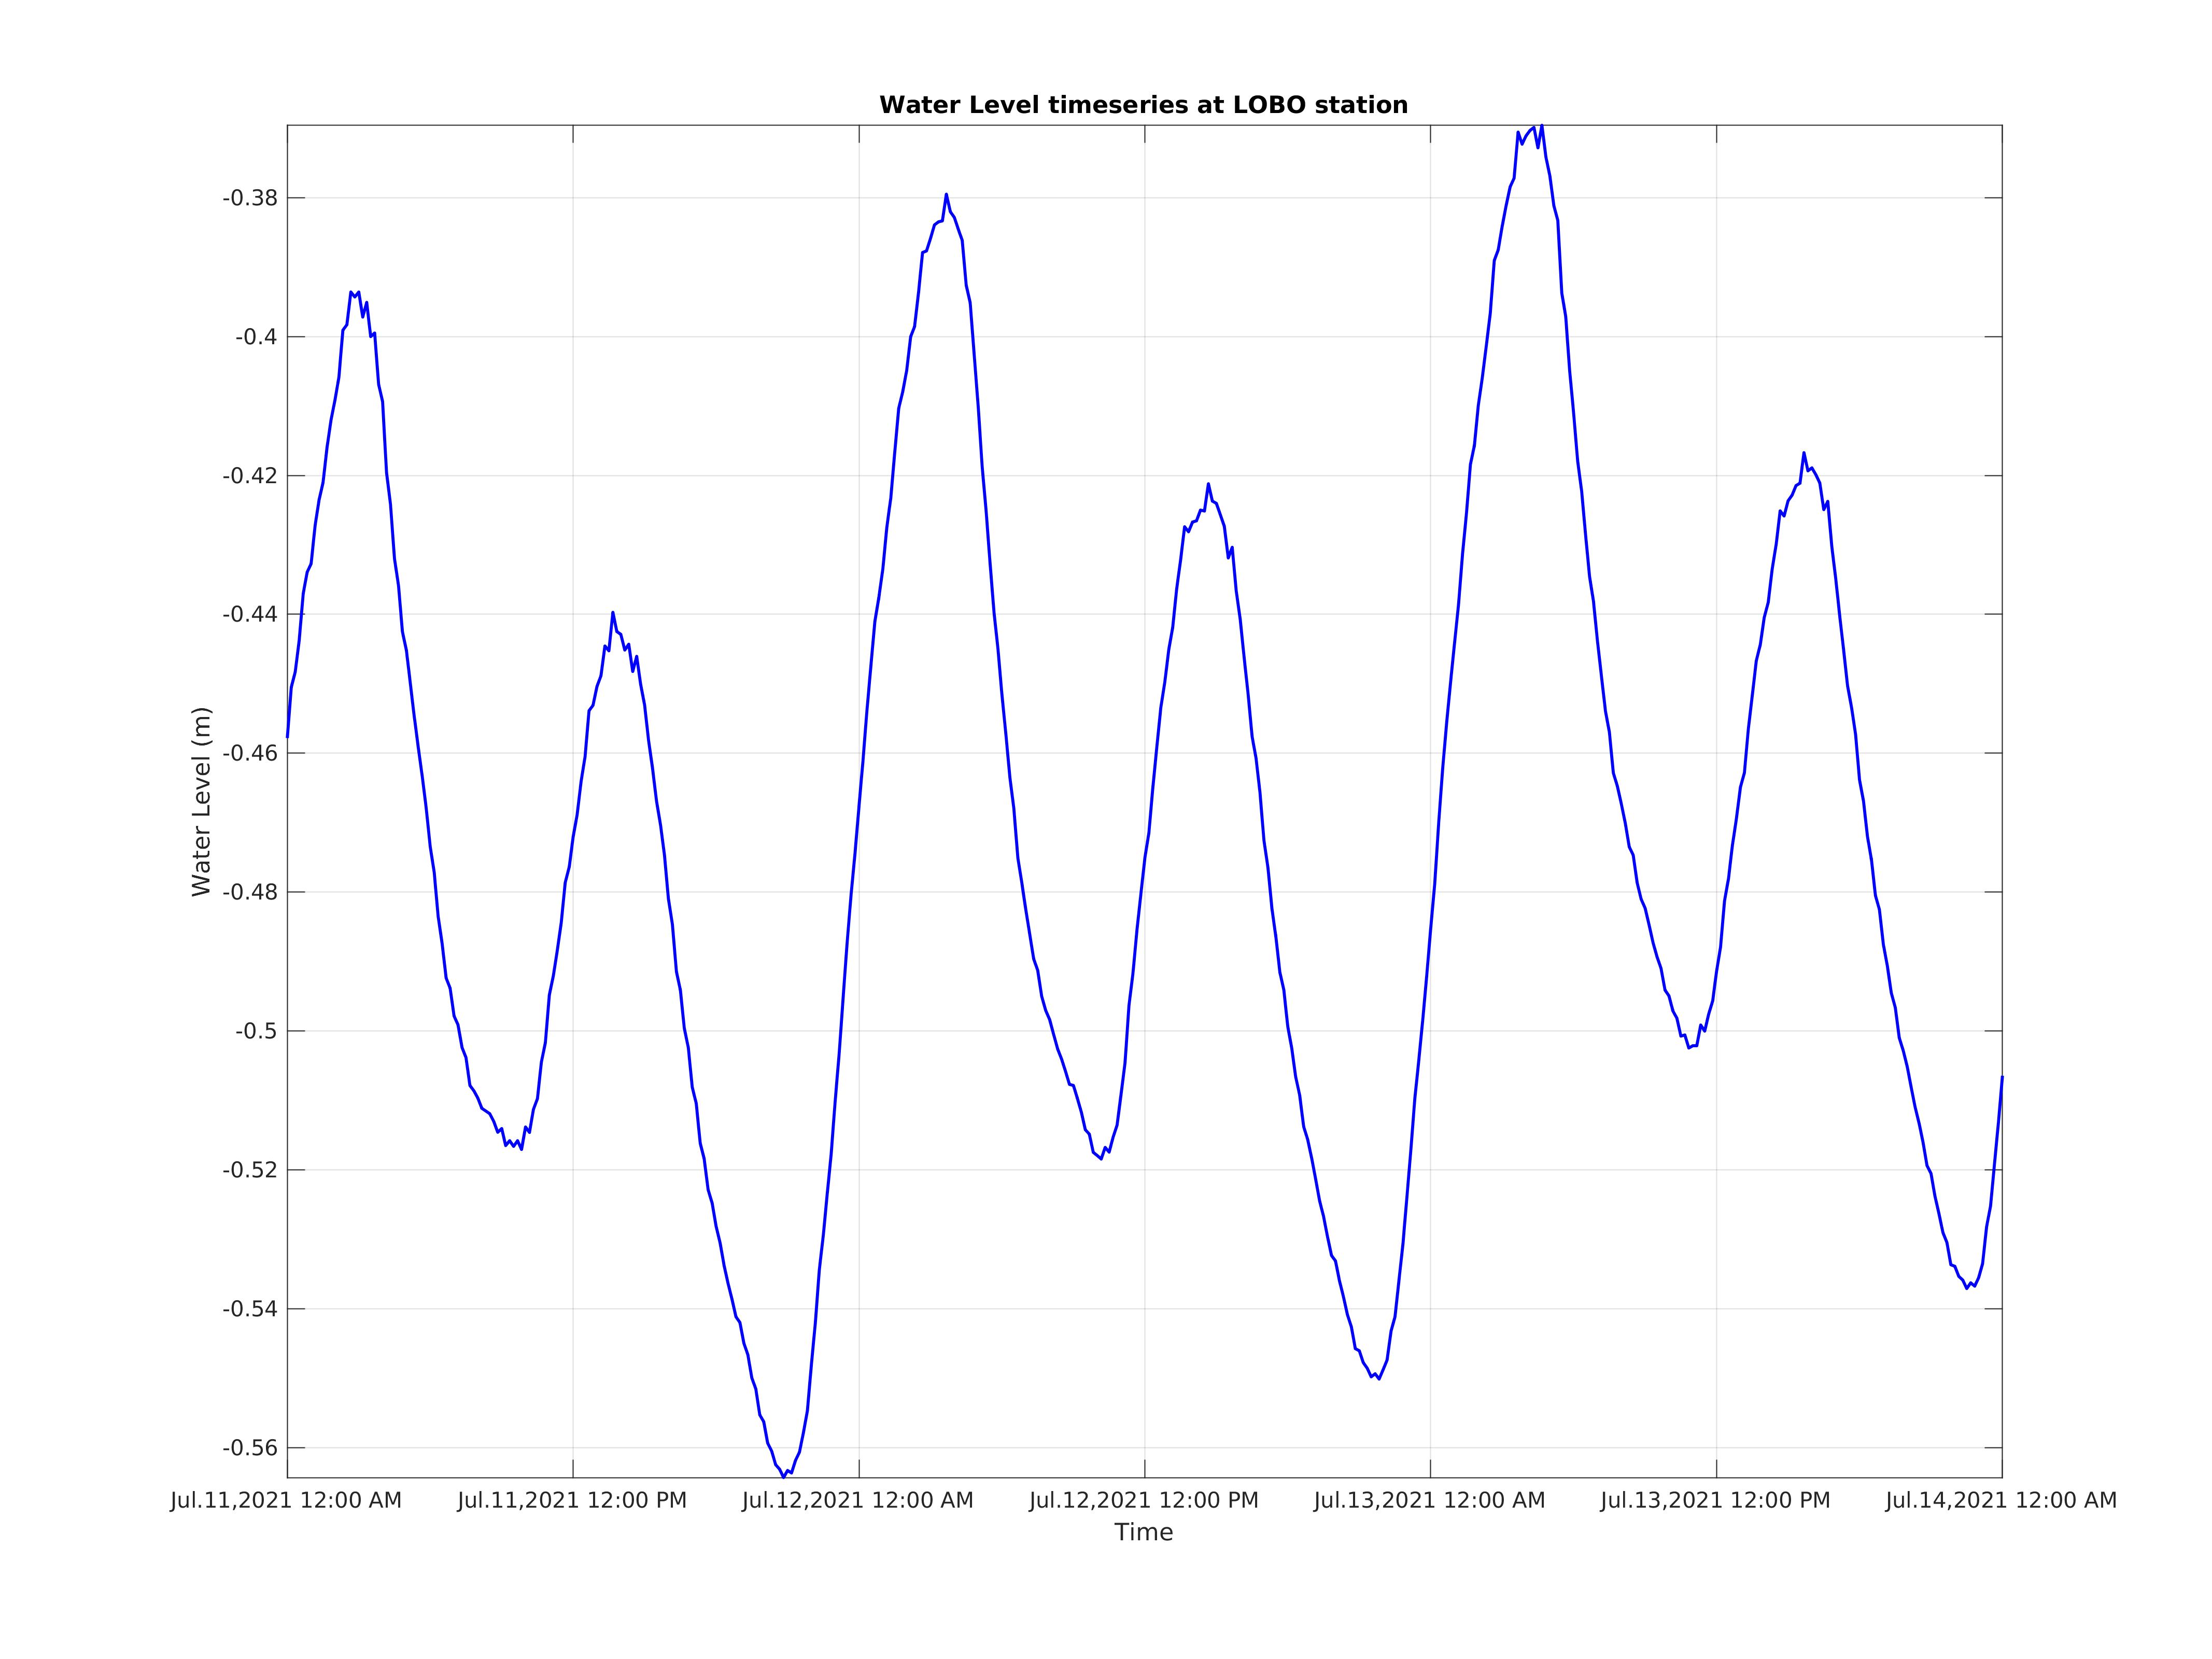 Water Level timeseries at LOBO station
-0.38
-0.4
-0.42
-0.44
-0.46
-0.48
-0.5
-0.52
-0.54
-0.56
Water Level (m)
Jul.11,2021 12:00 AM
Jul.11,2021 12:00 PM
Jul.12,2021 12:00 AM
Jul.12,2021 12:00 PM
Jul.13,2021 12:00 AM
Jul.13,2021 12:00 PM
Jul.14,2021 12:00 AM
Time